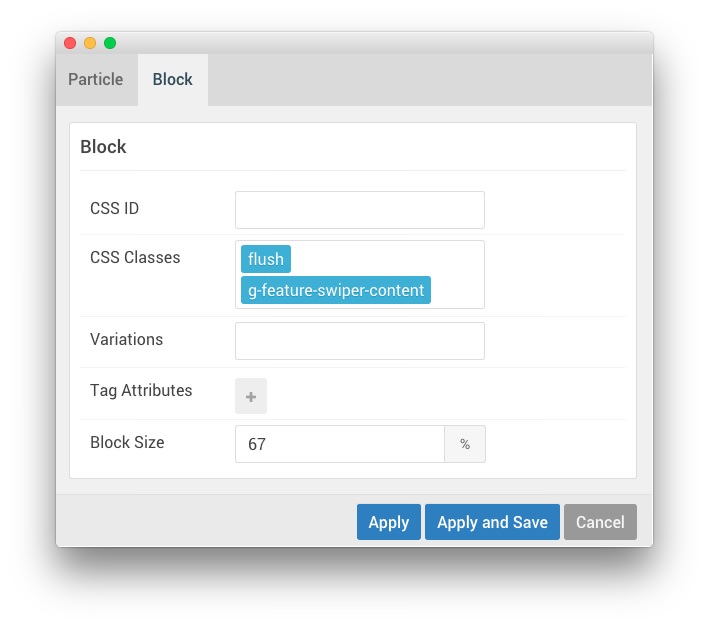 Particle Block
Block
CSS ID
CSS Classes flush
g-feature-swiper-content
Variations
Tag Attributes +
Block Size 67 %
Apply Apply and Save Cancel